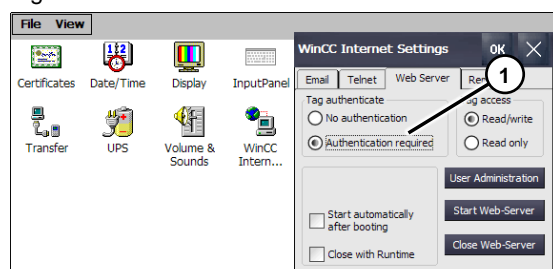 File View
Certificates
Date/Time
Display
InputPanel
Transfer
UPS
Volume &
Sounds
WinCC
Intern...
WinCC Internet Settings
OK
Email
Telnet
Web Server
1
Tag authenticate
No authentication
Authentication required
Read/write
Read only
User Administration
Start automatically
after booting
Start Web-Server
Close with Runtime
Close Web-Server